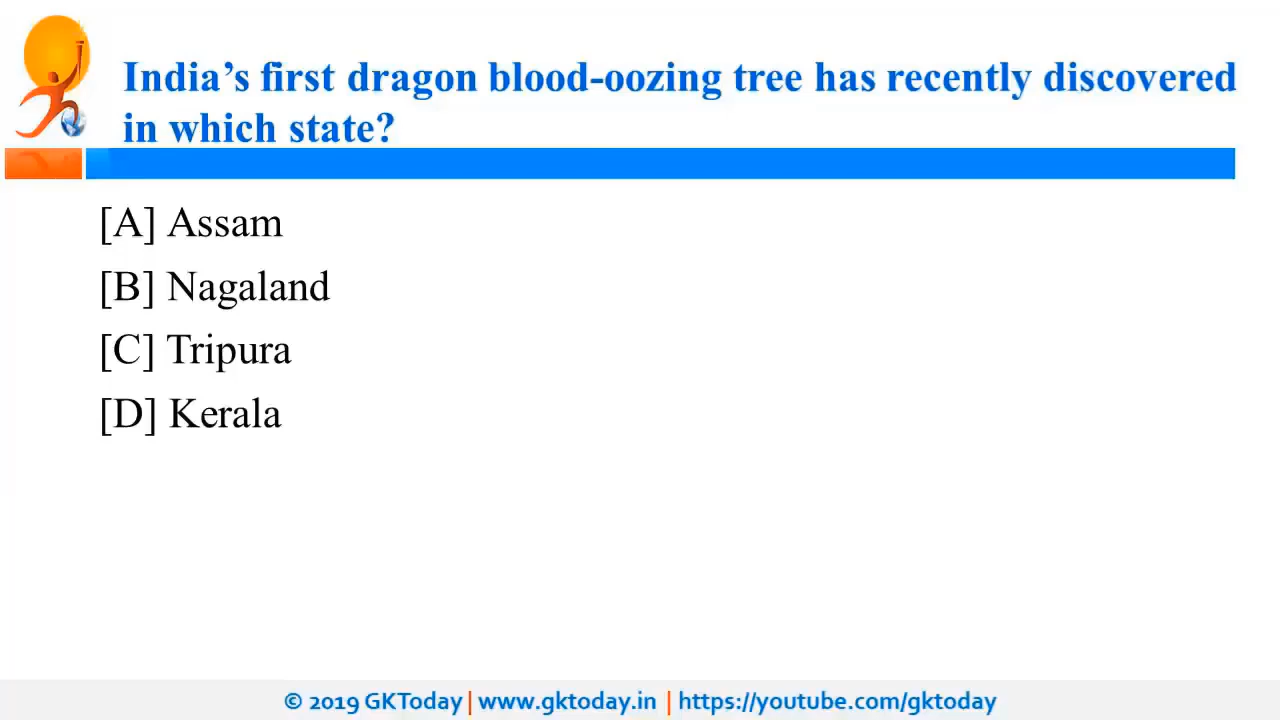 India’s first dragon blood-oozing tree has recently discovered
in which state?
[A] Assam
[B] Nagaland
[C] Tripura
[D] Kerala
© 2019 GKToday | www.gktoday.in | https://youtube.com/gktoday